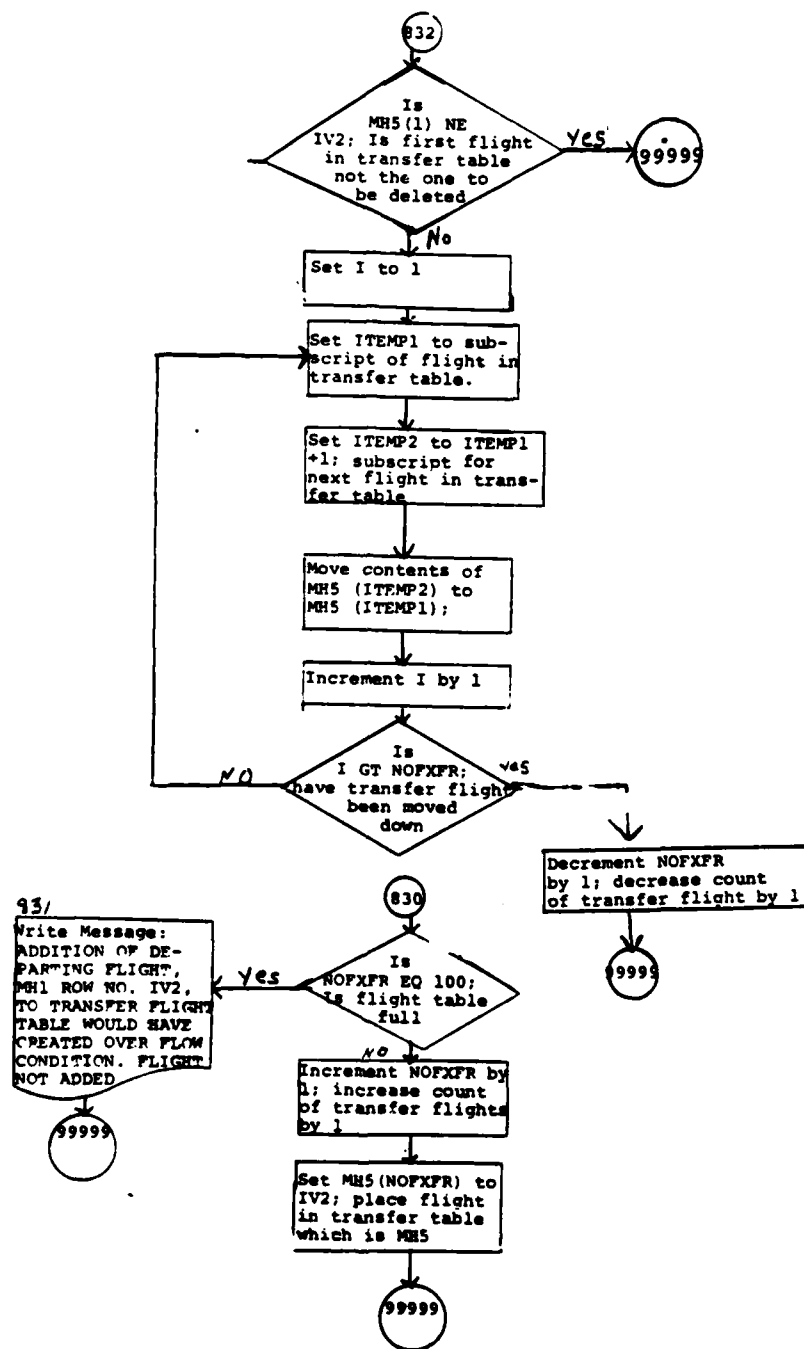 832
Is
MH5(1) NE
IV2; Is first flight
in transfer table
not the one to
be deleted
yes
99999
No
Set I to 1
Set ITEMP1 to sub-
script of flight in
transfer table.
Set ITEMP2 to ITEMP1
+1; subscript for
next flight in trans-
fer table
Move contents of
MH5 (ITEMP2) to
MH5 (ITEMP1);
Increment I by 1
Is
I GT NOFXFR;
have transfer flight
been moved
down
NO
yes
Decrement NOFXFR
by 1; decrease count
of transfer flight by 1
99999
830
Is
NOFXFR EQ 100;
Is flight table
full
yes
831
Write Message:
ADDITION OF DE-
PARTING FLIGHT,
MH1 ROW NO. IV2,
TO TRANSFER FLIGHT
TABLE WOULD HAVE
CREATED OVER FLOW
CONDITION. FLIGHT
NOT ADDED
99999
NO
Increment NOFXFR by
1; increase count
of transfer flights
by 1
Set MH5(NOFXFR) to
IV2; place flight
in transfer table
which is MH5
99999